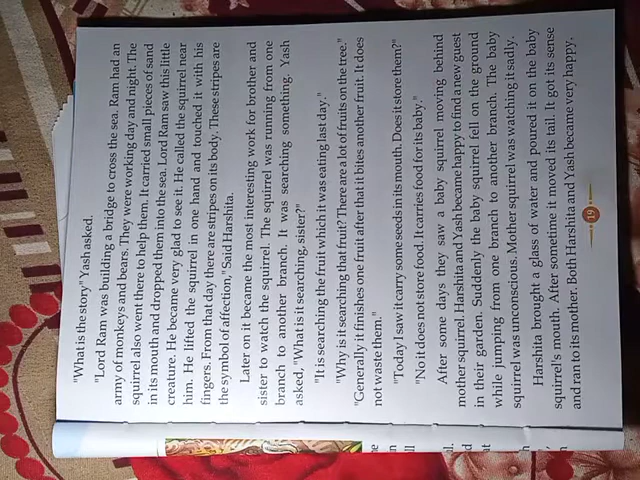 "What is the story" Yash asked.
"Lord Ram was building a bridge to cross the sea. Ram had an
army of monkeys and bears. They were working day and night. The
squirrel also went there to help them. It carried small pieces of sand
in its mouth and dropped them into the sea. Lord Ram saw this little
creature. He became very glad to see it. He called the squirrel near
him. He lifted the squirrel in one hand and touched it with his
fingers. From that day there are stripes on its body. These stripes are
the symbol of affection," Said Harshita.
Later on it became the most interesting work for brother and
sister to watch the squirrel. The squirrel was running from one
branch to another branch. It was searching something. Yash
asked, "What is it searching, sister?"
"It is searching the fruit which it was eating last day."
"Why is it searching that fruit? There are a lot of fruits on the tree."
"Generally it finishes one fruit after that it bites another fruit. It does
not waste them."
"Today I saw it carry some seeds in its mouth. Does it store them?"
"No it does not store food. It carries food for its baby."
After some days they saw a baby squirrel moving behind
mother squirrel. Harshita and Yash became happy to find a new guest
in their garden. Suddenly the baby squirrel fell on the ground
while jumping from one branch to another branch. The baby
squirrel was unconscious. Mother squirrel was watching it sadly.
Harshita brought a glass of water and poured it on the baby
squirrel's mouth. After sometime it moved its tail. It got its sense
and ran to its mother. Both Harshita and Yash became very happy.
19